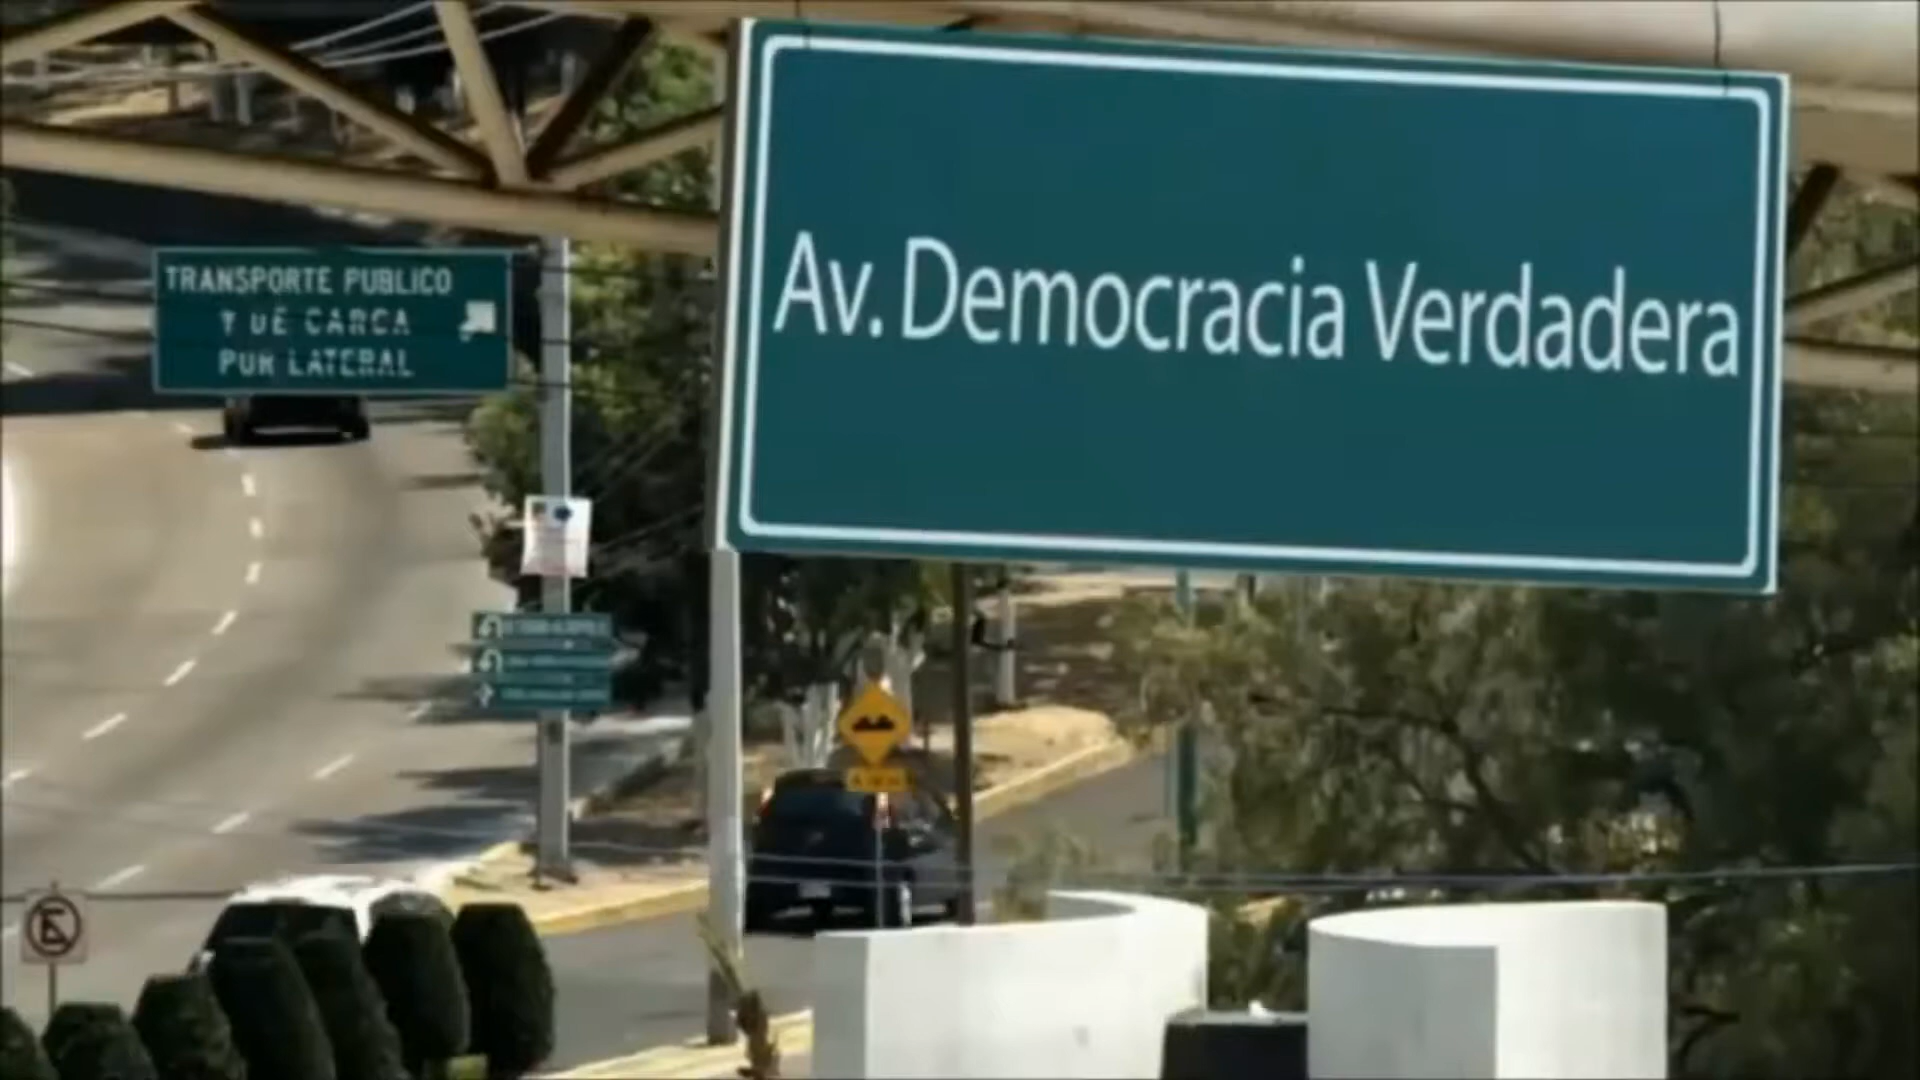 Av. Democracia Verdadera
TRANSPORTE PUBLICO
Y DE CARGA
POR LATERAL